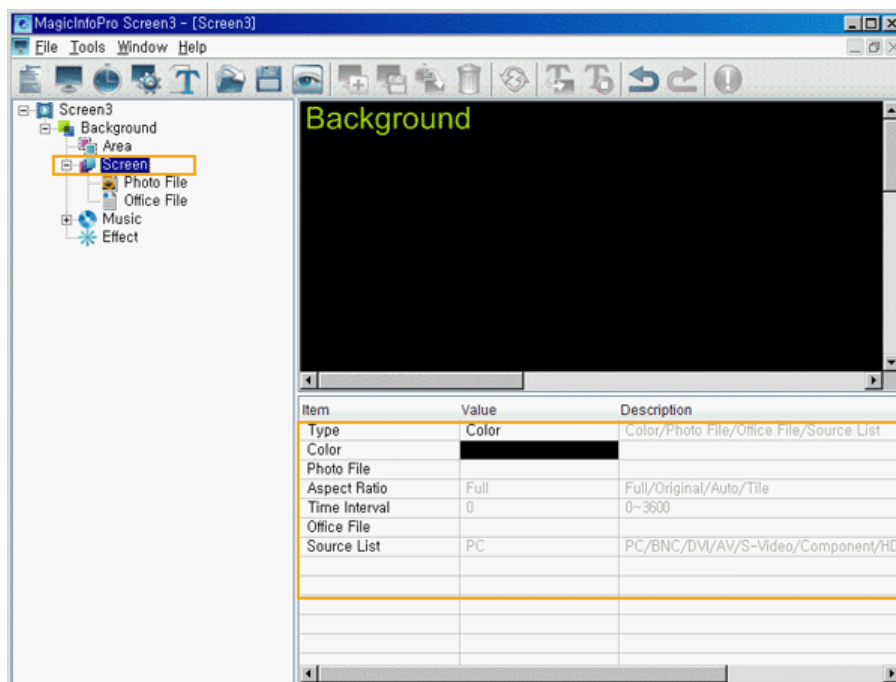 MagicInfoPro Screen3 - [Screen3]
File Tools Window Help
Screen3
Background
Area
Screen
Photo File
Office File
Music
Effect
Background
Item Value Description
Type Color Color/Photo File/Office File/Source List
Color
Photo File
Aspect Ratio Full Full/Original/Auto/Tile
Time Interval 0 0~3600
Office File
Source List PC PC/BNC/DVI/AV/S-Video/Component/HD